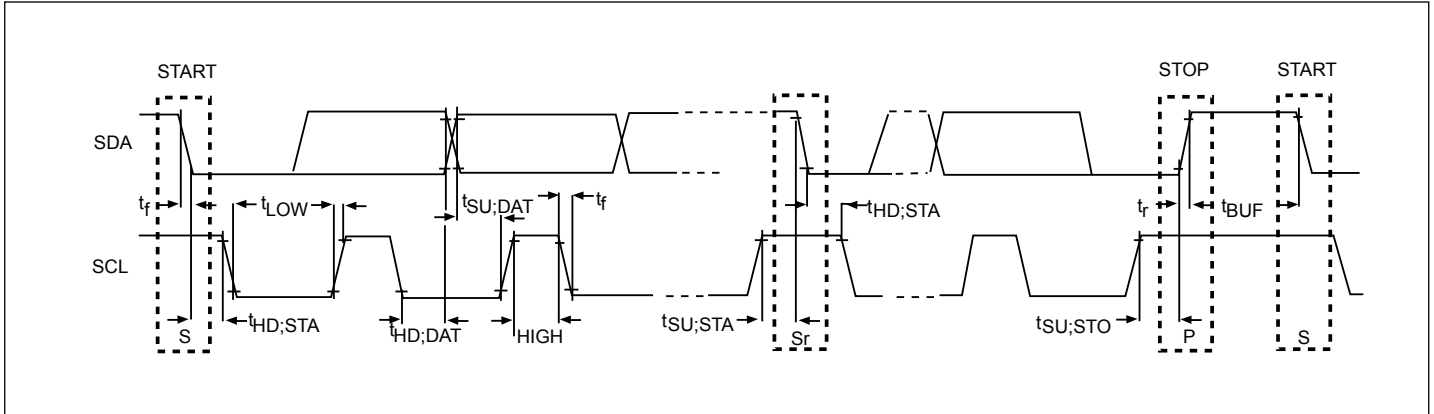 START STOP START
SDA
tf tLOW tSU;DAT tf tHD;STA tr tBUF
SCL
tHD;STA tHD;DAT HIGH tSU;STA tSU;STO
S Sr P S